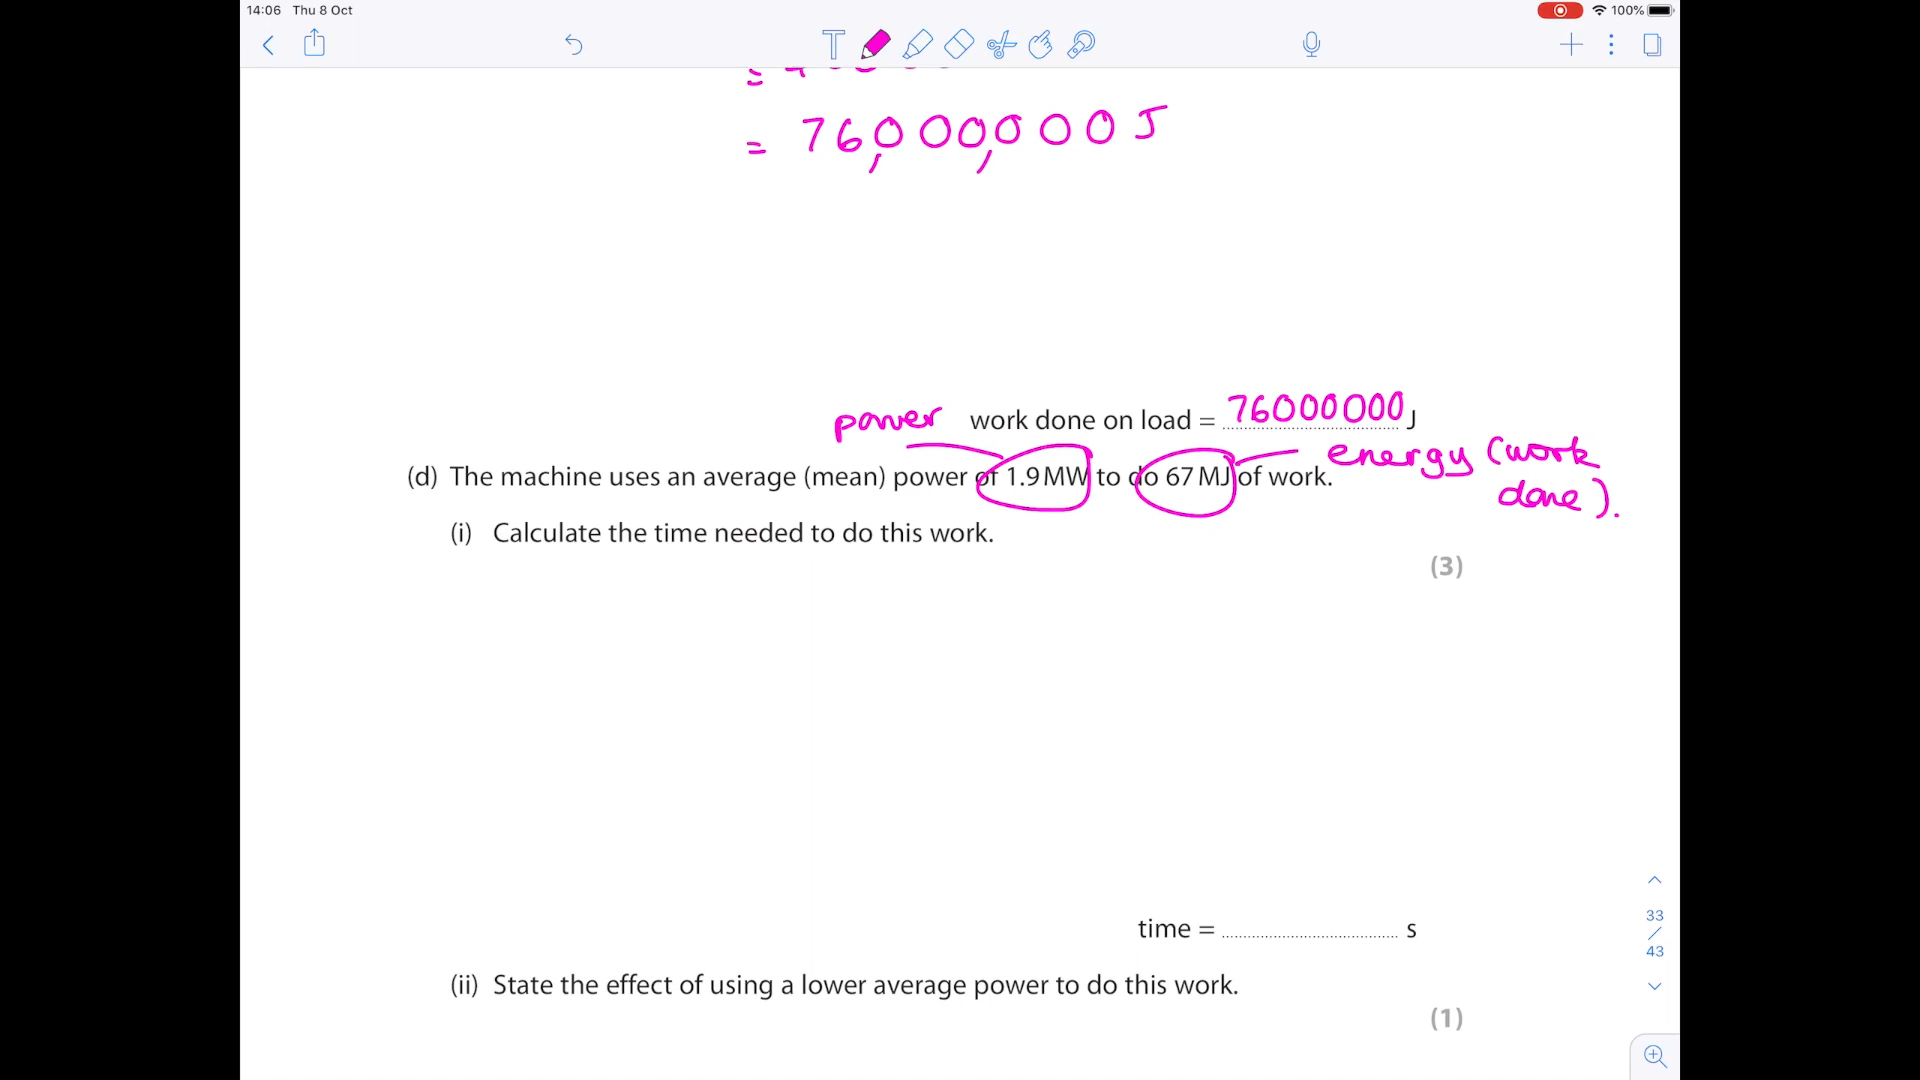 14:06 Thu 8 Oct
100%
= 76,000,000 J
power work done on load = 76000000 J
energy (work done).
(d) The machine uses an average (mean) power of 1.9 MW to do 67 MJ of work.
(i) Calculate the time needed to do this work.
(3)
time = ........................................ s
33
/
43
(ii) State the effect of using a lower average power to do this work.
(1)